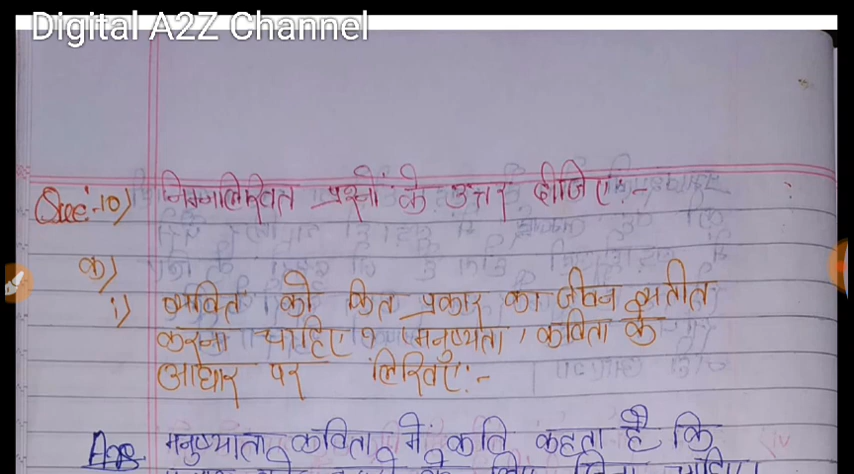 Digital A2Z Channel
Que:-10) निम्नलिखित प्रश्नों के उत्तर दीजिए:-
क)
i) व्यक्ति को किस प्रकार का जीवन व्यतीत
करना चाहिए ? 'मनुष्यता' कविता के
आधार पर लिखिए:-
Ans मनुष्याता कविता में कवि कहता है कि